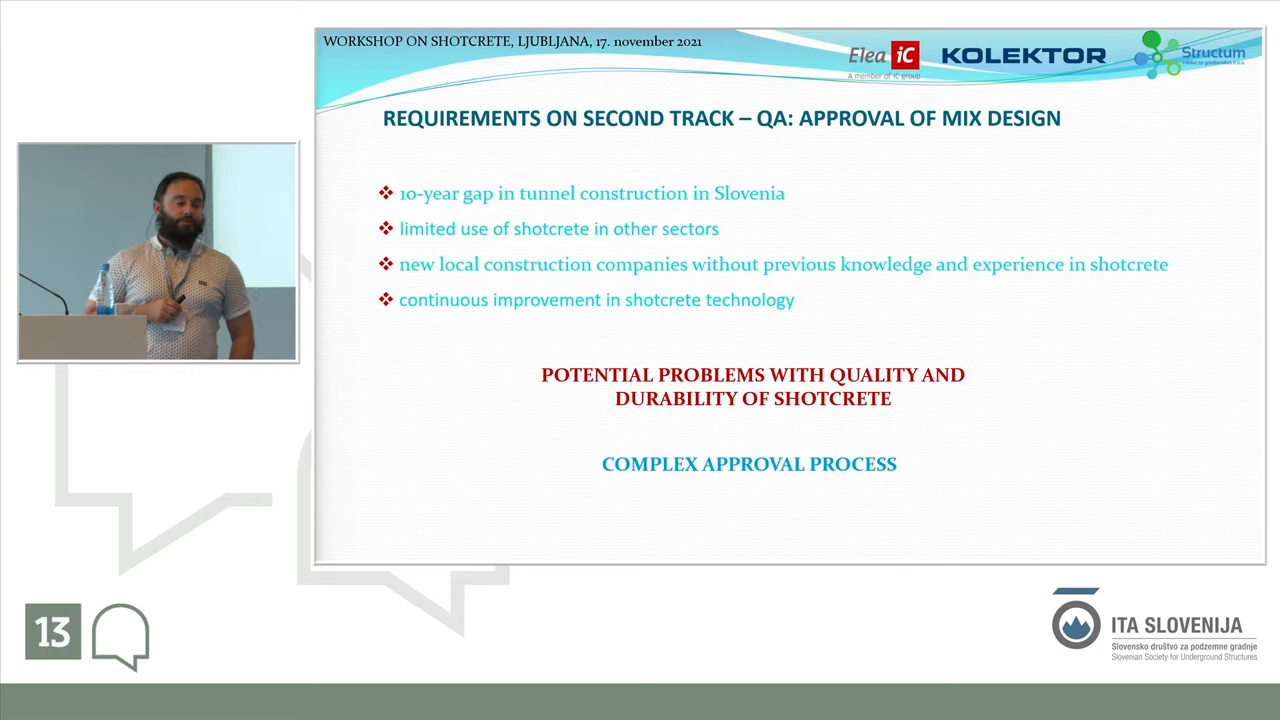 WORKSHOP ON SHOTCRETE, LJUBLJANA, 17. november 2021
Elea iC
A member of iC group
KOLEKTOR
Structum
REQUIREMENTS ON SECOND TRACK – QA: APPROVAL OF MIX DESIGN
10-year gap in tunnel construction in Slovenia
limited use of shotcrete in other sectors
new local construction companies without previous knowledge and experience in shotcrete
continuous improvement in shotcrete technology
POTENTIAL PROBLEMS WITH QUALITY AND
DURABILITY OF SHOTCRETE
COMPLEX APPROVAL PROCESS
13
ITA SLOVENIJA
Slovensko društvo za podzemne gradnje
Slovenian Society for Underground Structures